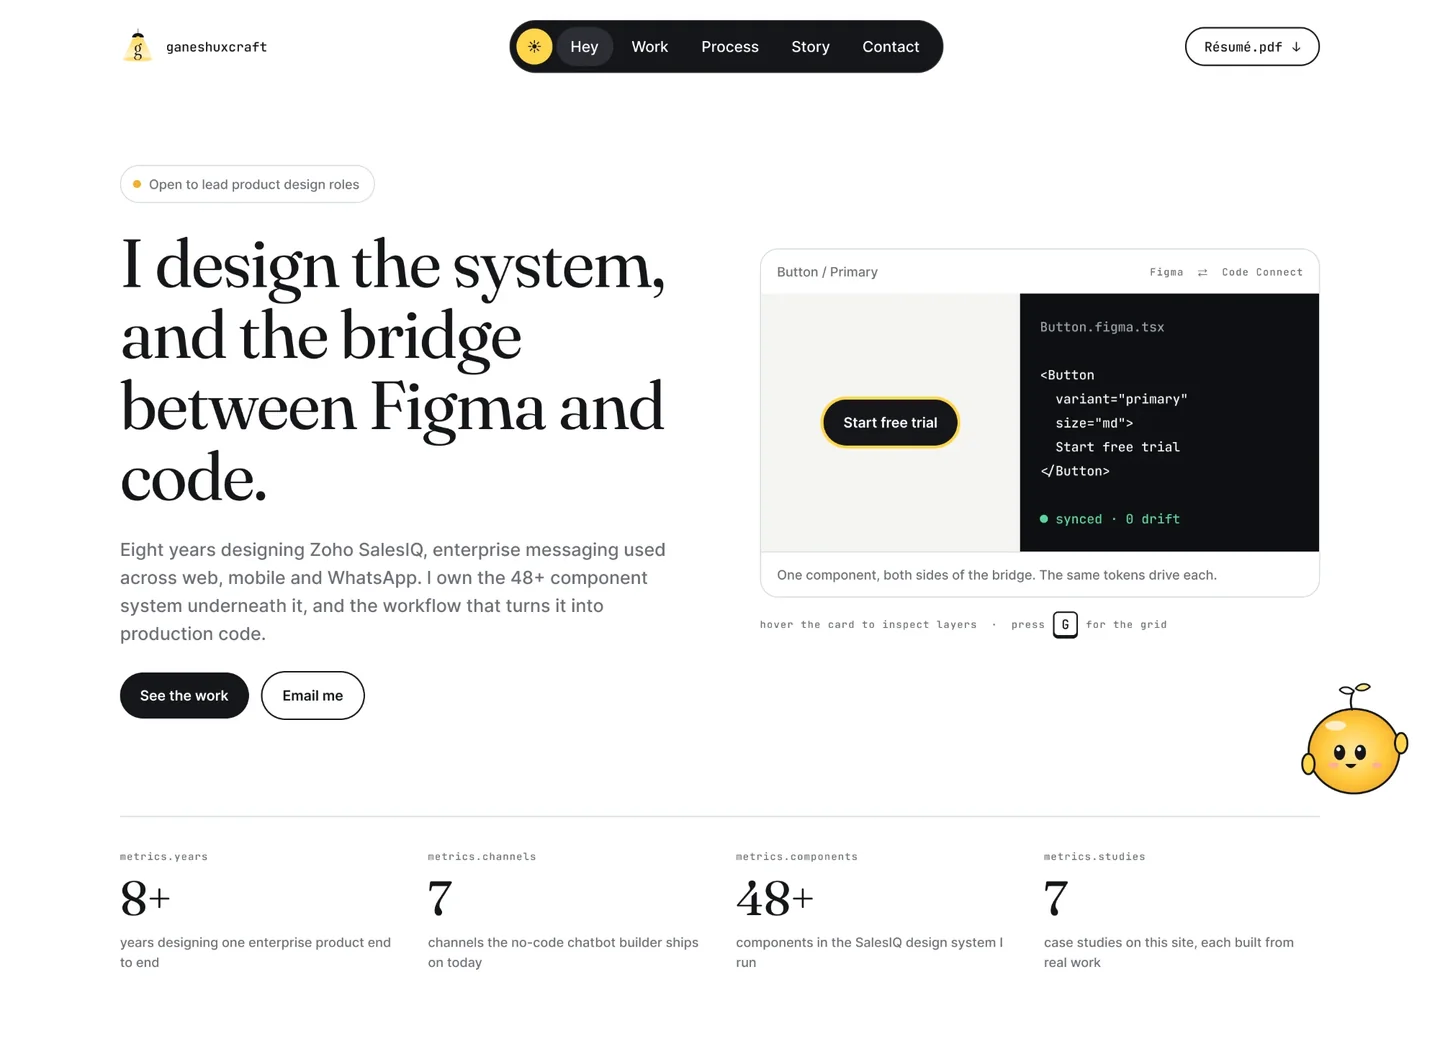 g
ganeshuxcraft
Hey
Work
Process
Story
Contact
Résumé.pdf ↓
Open to lead product design roles
I design the system,
and the bridge
between Figma and
code.
Eight years designing Zoho SalesIQ, enterprise messaging used
across web, mobile and WhatsApp. I own the 48+ component
system underneath it, and the workflow that turns it into
production code.
See the work
Email me
Button / Primary
Figma ⇄ Code Connect
Start free trial
Button.figma.tsx
<Button
variant="primary"
size="md">
Start free trial
</Button>
synced · 0 drift
One component, both sides of the bridge. The same tokens drive each.
hover the card to inspect layers · press G for the grid
metrics.years
8+
years designing one enterprise product end
to end
metrics.channels
7
channels the no-code chatbot builder ships
on today
metrics.components
48+
components in the SalesIQ design system I
run
metrics.studies
7
case studies on this site, each built from
real work